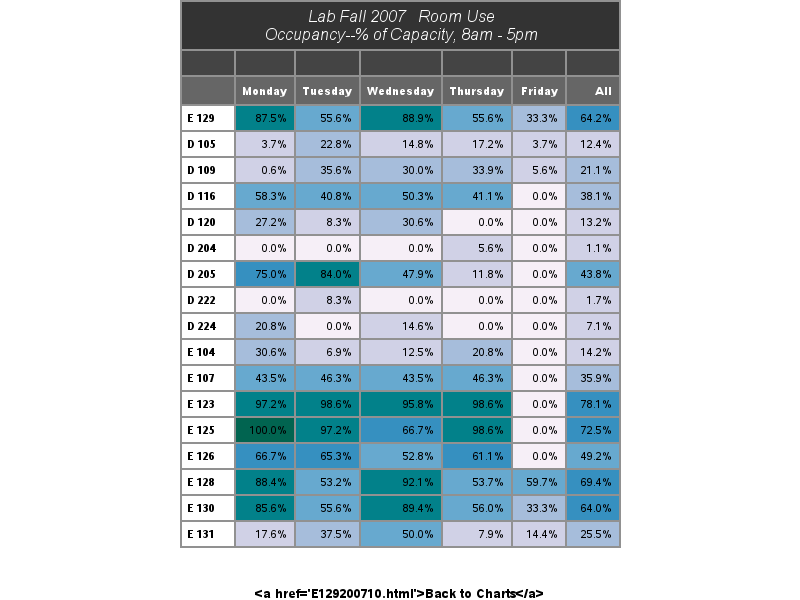 Lab Fall 2007   Room Use
Occupancy--% of Capacity, 8am - 5pm
Monday Tuesday Wednesday Thursday Friday All
E 129 87.5% 55.6% 88.9% 55.6% 33.3% 64.2%
D 105 3.7% 22.8% 14.8% 17.2% 3.7% 12.4%
D 109 0.6% 35.6% 30.0% 33.9% 5.6% 21.1%
D 116 58.3% 40.8% 50.3% 41.1% 0.0% 38.1%
D 120 27.2% 8.3% 30.6% 0.0% 0.0% 13.2%
D 204 0.0% 0.0% 0.0% 5.6% 0.0% 1.1%
D 205 75.0% 84.0% 47.9% 11.8% 0.0% 43.8%
D 222 0.0% 8.3% 0.0% 0.0% 0.0% 1.7%
D 224 20.8% 0.0% 14.6% 0.0% 0.0% 7.1%
E 104 30.6% 6.9% 12.5% 20.8% 0.0% 14.2%
E 107 43.5% 46.3% 43.5% 46.3% 0.0% 35.9%
E 123 97.2% 98.6% 95.8% 98.6% 0.0% 78.1%
E 125 100.0% 97.2% 66.7% 98.6% 0.0% 72.5%
E 126 66.7% 65.3% 52.8% 61.1% 0.0% 49.2%
E 128 88.4% 53.2% 92.1% 53.7% 59.7% 69.4%
E 130 85.6% 55.6% 89.4% 56.0% 33.3% 64.0%
E 131 17.6% 37.5% 50.0% 7.9% 14.4% 25.5%
<a href='E129200710.html'>Back to Charts</a>